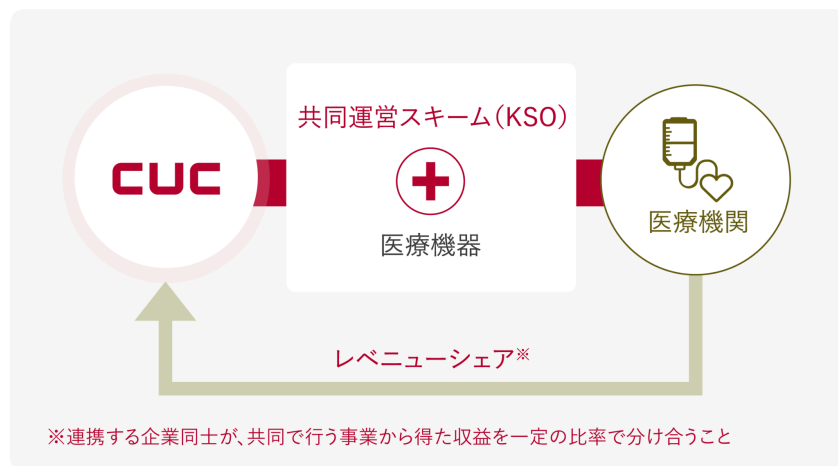 CUC
共同運営スキーム(KSO)
医療機器
医療機関
レベニューシェア※
※連携する企業同士が、共同で行う事業から得た収益を一定の比率で分け合うこと